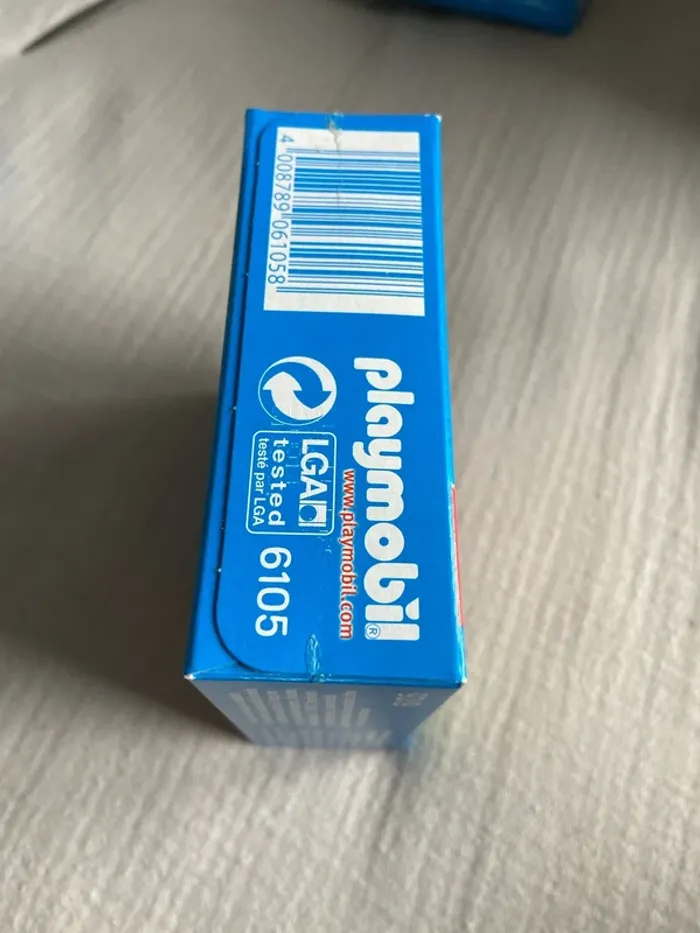 4 008789 061058
playmobil®
www.playmobil.com
LGA
tested
testé par LGA
6105